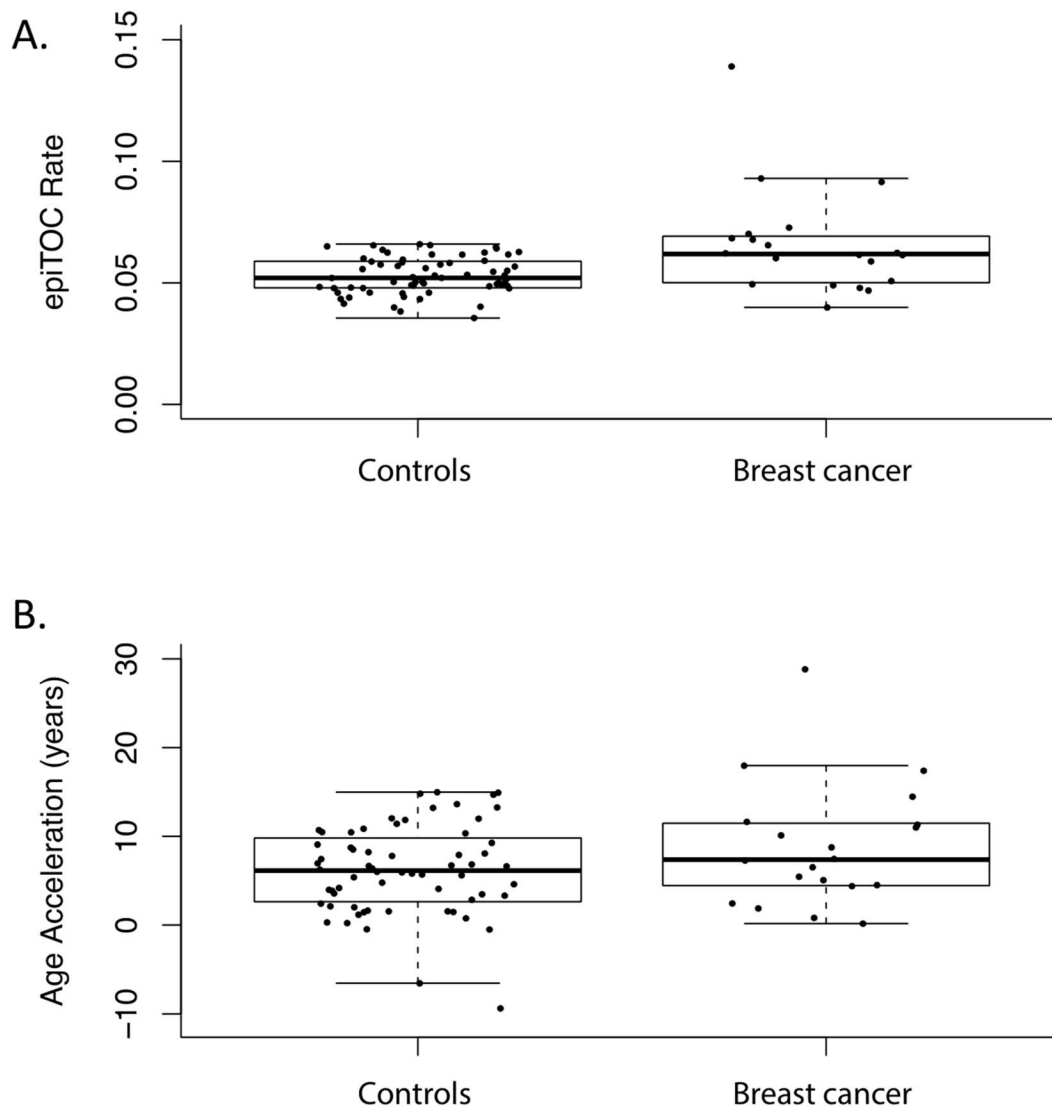 A.
epiTOC Rate
0.15
0.10
0.05
0.00
Controls
Breast cancer
B.
Age Acceleration (years)
30
20
10
0
−10
Controls
Breast cancer